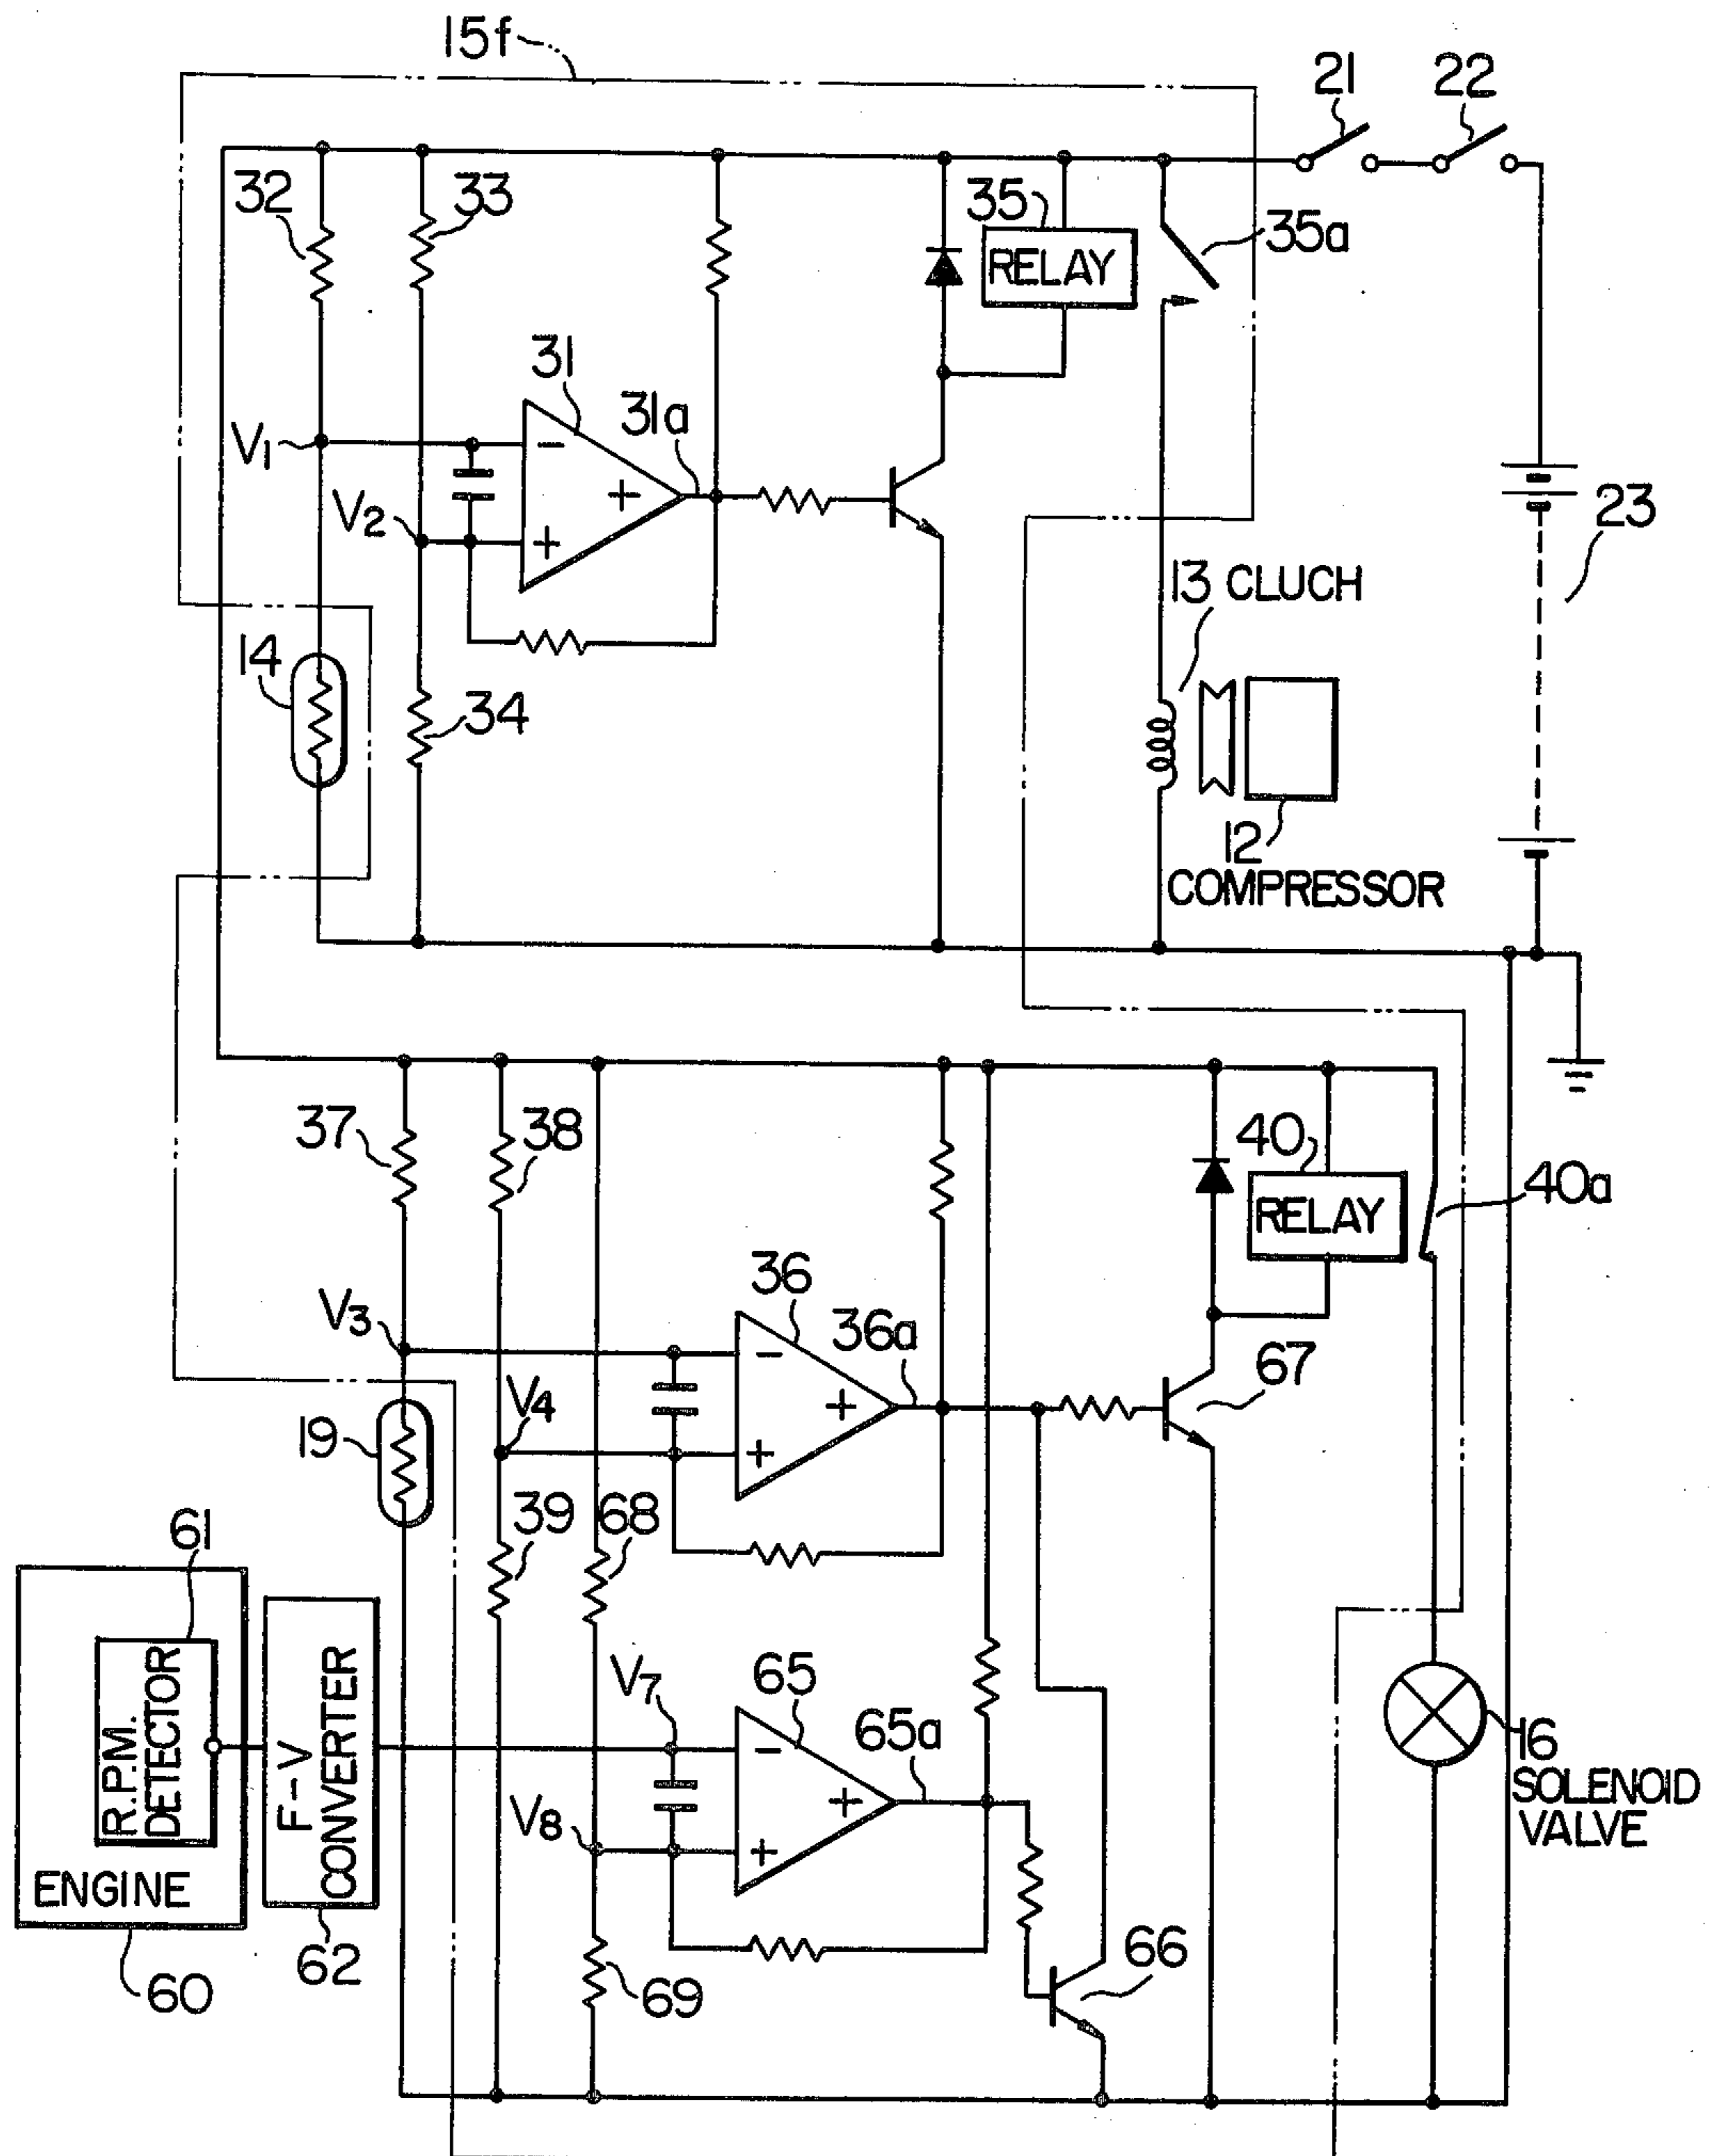 15f
21
22
32
33
35
RELAY
35a
31
31a
V1
−
+
V2
+
23
13 CLUCH
14
34
12
COMPRESSOR
37
38
40
RELAY
40a
36
V3
36a
−
+
67
V4
+
19
39
68
61
R.P.M.
DETECTOR
F-V
CONVERTER
ENGINE
V7
65
65a
−
+
V8
+
16
SOLENOID
VALVE
60
62
69
66